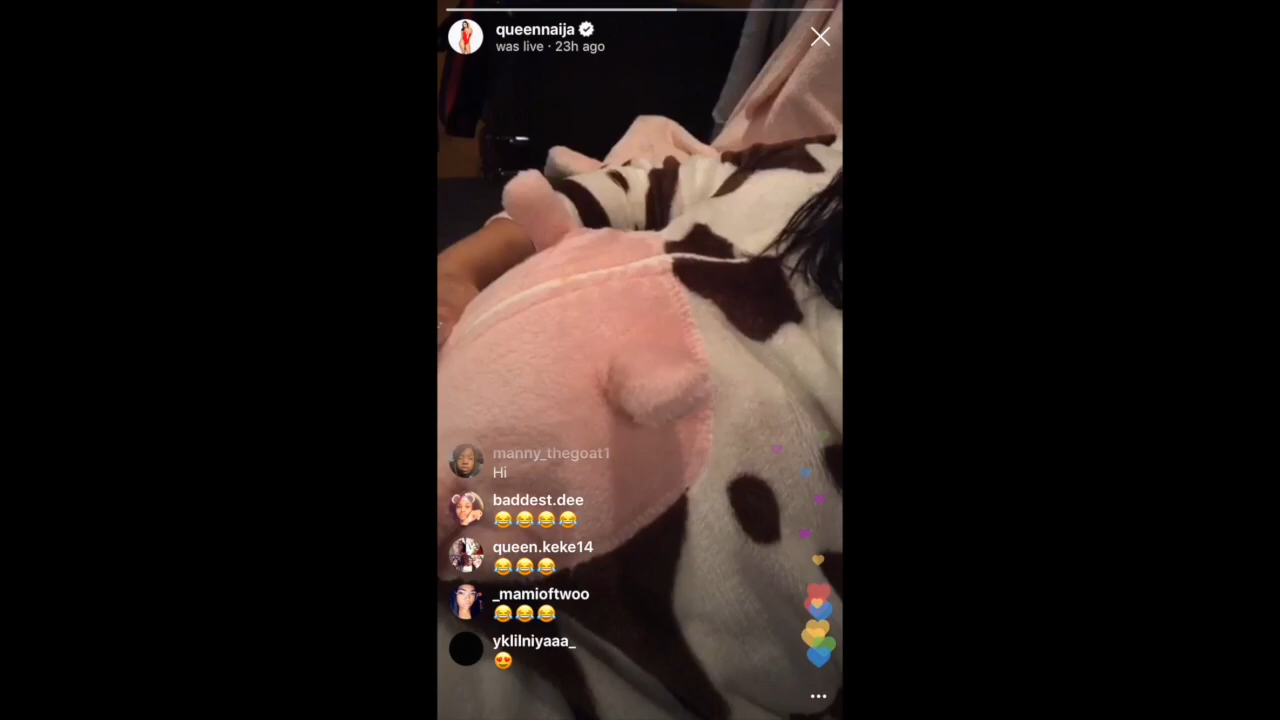 queennaija
was live · 23h ago
manny_thegoat1
Hi
baddest.dee
😂😂😂😂
queen.keke14
😂😂😂
_mamioftwoo
😂😂😂
yklilniyaaa_
😍